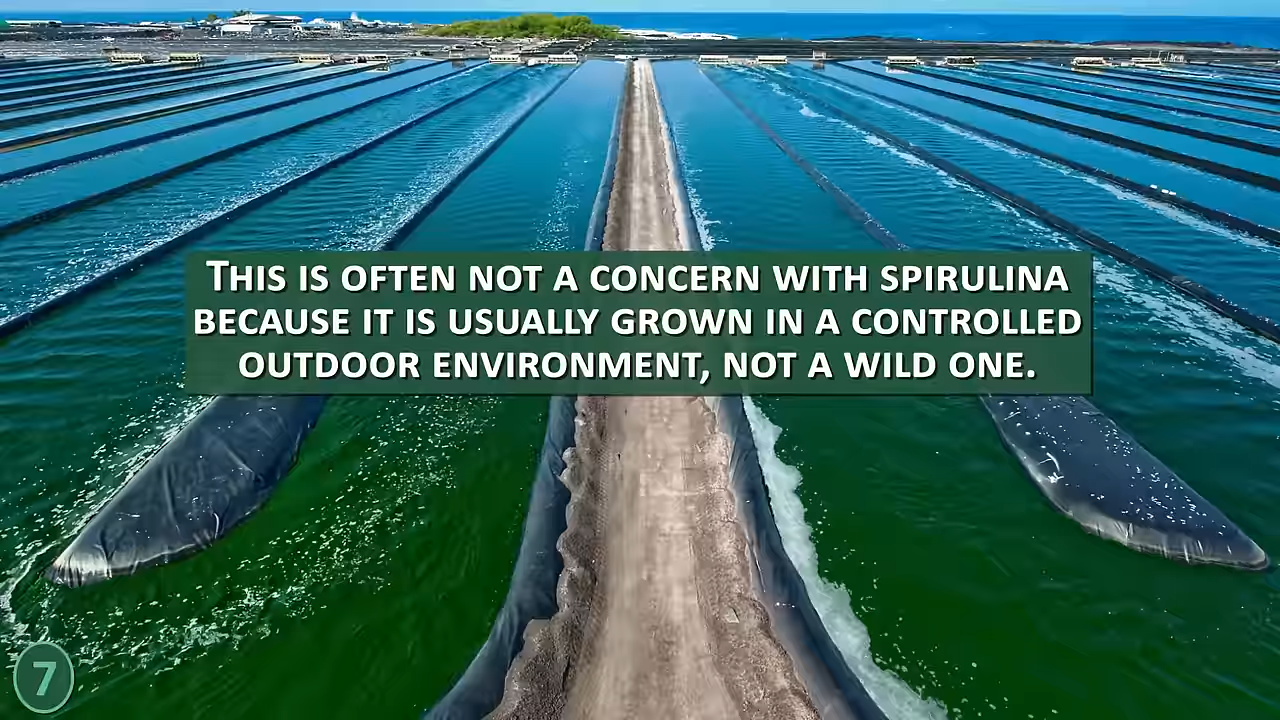 THIS IS OFTEN NOT A CONCERN WITH SPIRULINA
BECAUSE IT IS USUALLY GROWN IN A CONTROLLED
OUTDOOR ENVIRONMENT, NOT A WILD ONE.
7